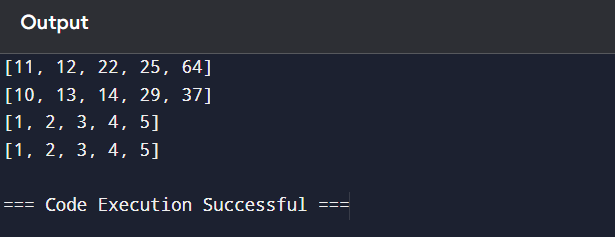 Output
[11, 12, 22, 25, 64]
[10, 13, 14, 29, 37]
[1, 2, 3, 4, 5]
[1, 2, 3, 4, 5]
=== Code Execution Successful ===